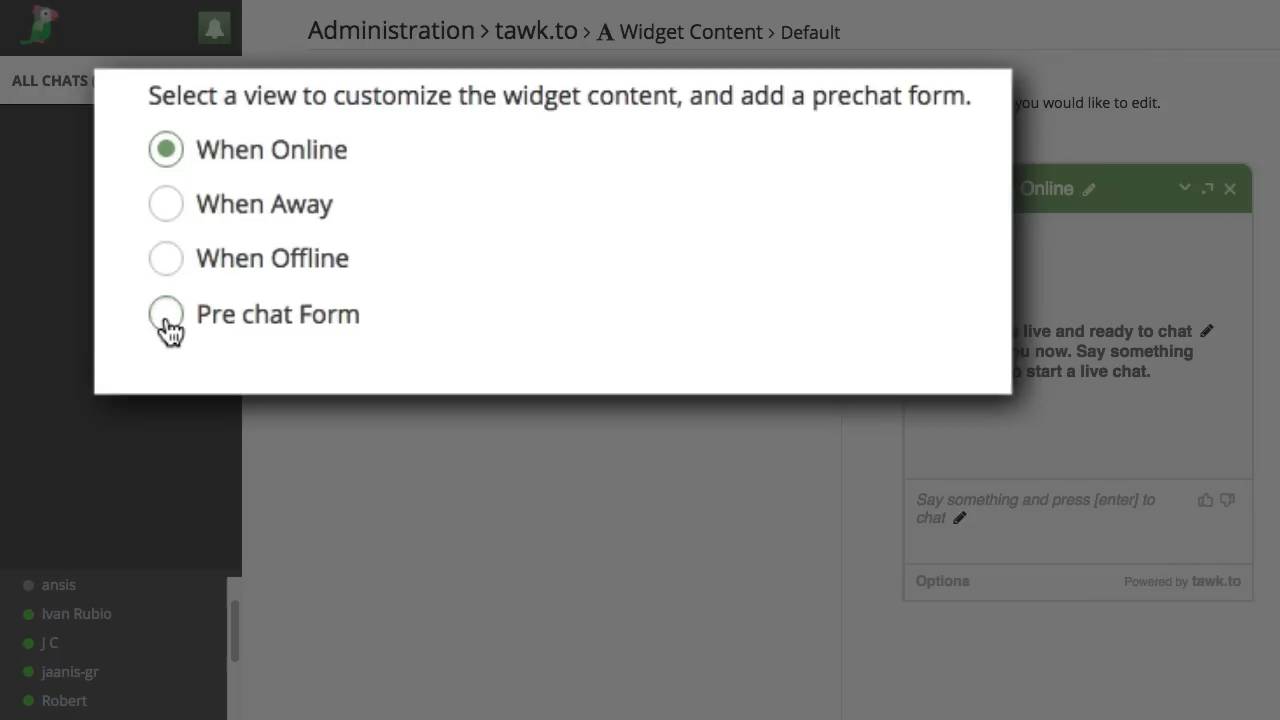 Administration > tawk.to > A Widget Content > Default
ALL CHATS
Select a view to customize the widget content, and add a prechat form.
you would like to edit.
When Online
When Away
When Offline
Pre chat Form
Online
live and ready to chat
now. Say something
start a live chat.
Say something and press [enter] to
chat
Options
Powered by tawk.to
ansis
Ivan Rubio
J C
jaanis-gr
Robert